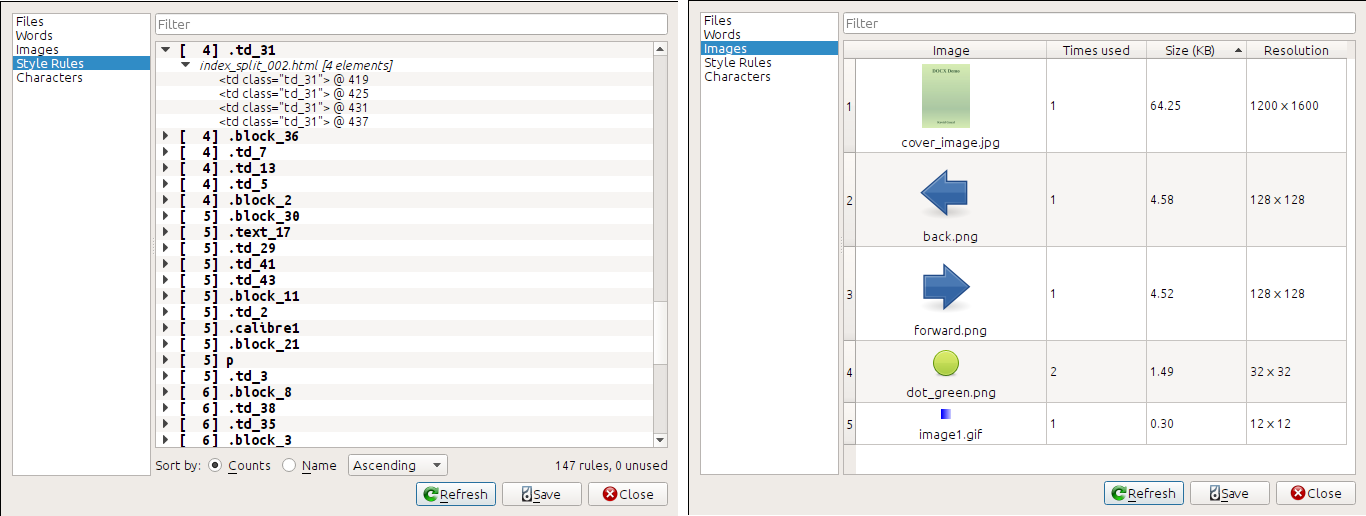 Files
Words
Images
Style Rules
Characters
Filter
[ 4] .td_31
index_split_002.html [4 elements]
<td class="td_31"> @ 419
<td class="td_31"> @ 425
<td class="td_31"> @ 431
<td class="td_31"> @ 437
[ 4] .block_36
[ 4] .td_7
[ 4] .td_13
[ 4] .td_5
[ 4] .block_2
[ 5] .block_30
[ 5] .text_17
[ 5] .td_29
[ 5] .td_41
[ 5] .td_43
[ 5] .block_11
[ 5] .td_2
[ 5] .calibre1
[ 5] .block_21
[ 5] p
[ 5] .td_3
[ 6] .block_8
[ 6] .td_38
[ 6] .td_35
[ 6] .block_3
Sort by: Counts Name Ascending 147 rules, 0 unused
Refresh Save Close
Files
Words
Images
Style Rules
Characters
Filter
Image Times used Size (KB) Resolution
DOCX Demo
1 1 64.25 1200 x 1600
cover_image.jpg
2 1 4.58 128 x 128
back.png
3 1 4.52 128 x 128
forward.png
4 2 1.49 32 x 32
dot_green.png
5 1 0.30 12 x 12
image1.gif
Refresh Save Close